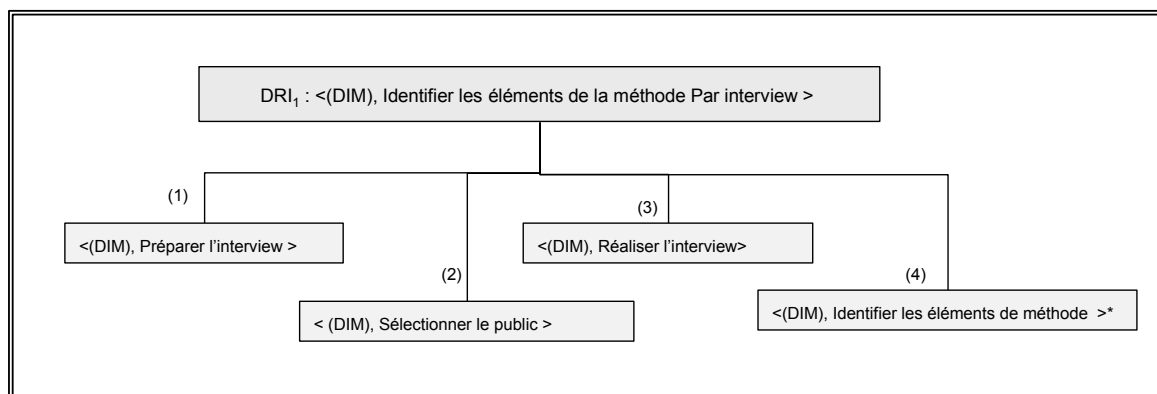 DRI1 : <(DIM), Identifier les éléments de la méthode Par interview >
(1)
<(DIM), Préparer l’interview >
(2)
< (DIM), Sélectionner le public >
(3)
<(DIM), Réaliser l’interview>
(4)
<(DIM), Identifier les éléments de méthode >*